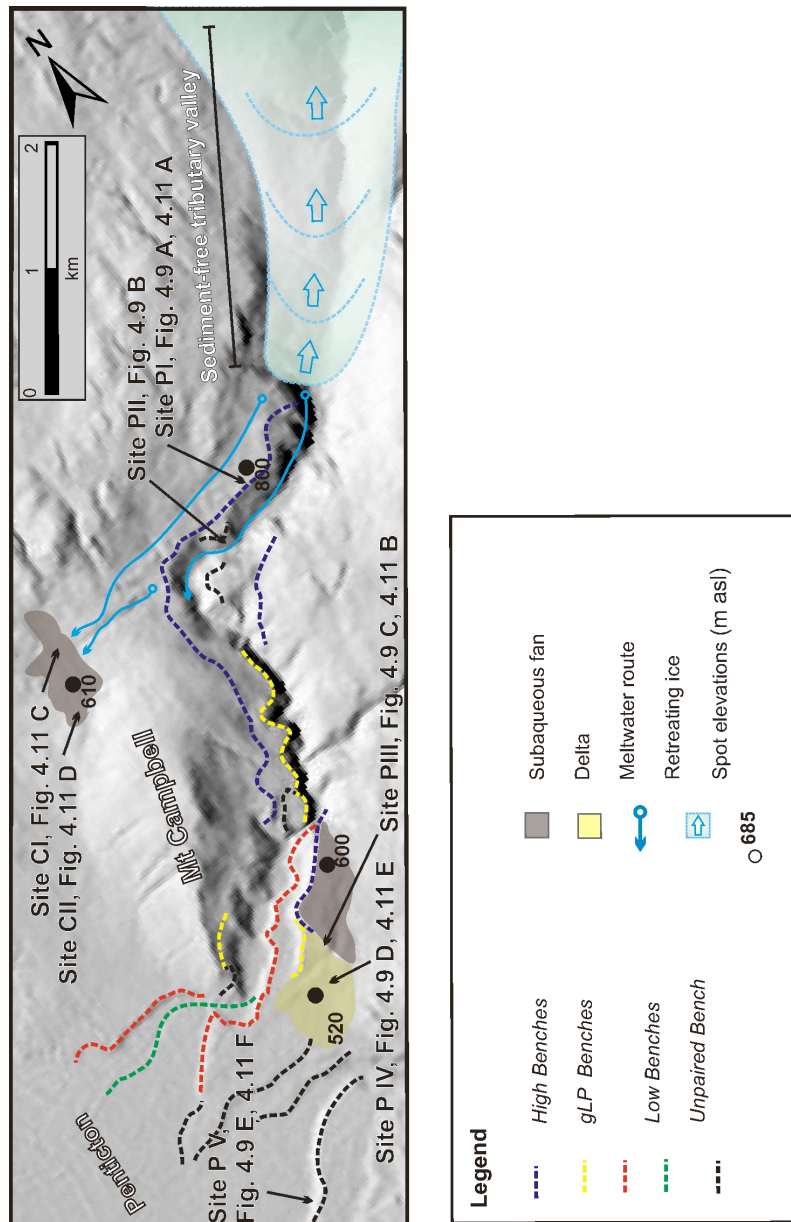 N
0 1 2
km
Sediment-free tributary valley
Site PII, Fig. 4.9 B
Site PI, Fig. 4.9 A, 4.11 A
800
Site CI, Fig. 4.11 C
Site CII, Fig. 4.11 D
610
Mt Campbell
Site PIII, Fig. 4.9 C, 4.11 B
600
Site P IV, Fig. 4.9 D, 4.11 E
520
Penticton
Site P V,
Fig. 4.9 E, 4.11 F
Legend
High Benches
gLP Benches
Low Benches
Unpaired Bench
Subaqueous fan
Delta
Meltwater route
Retreating ice
Spot elevations (m asl)
685